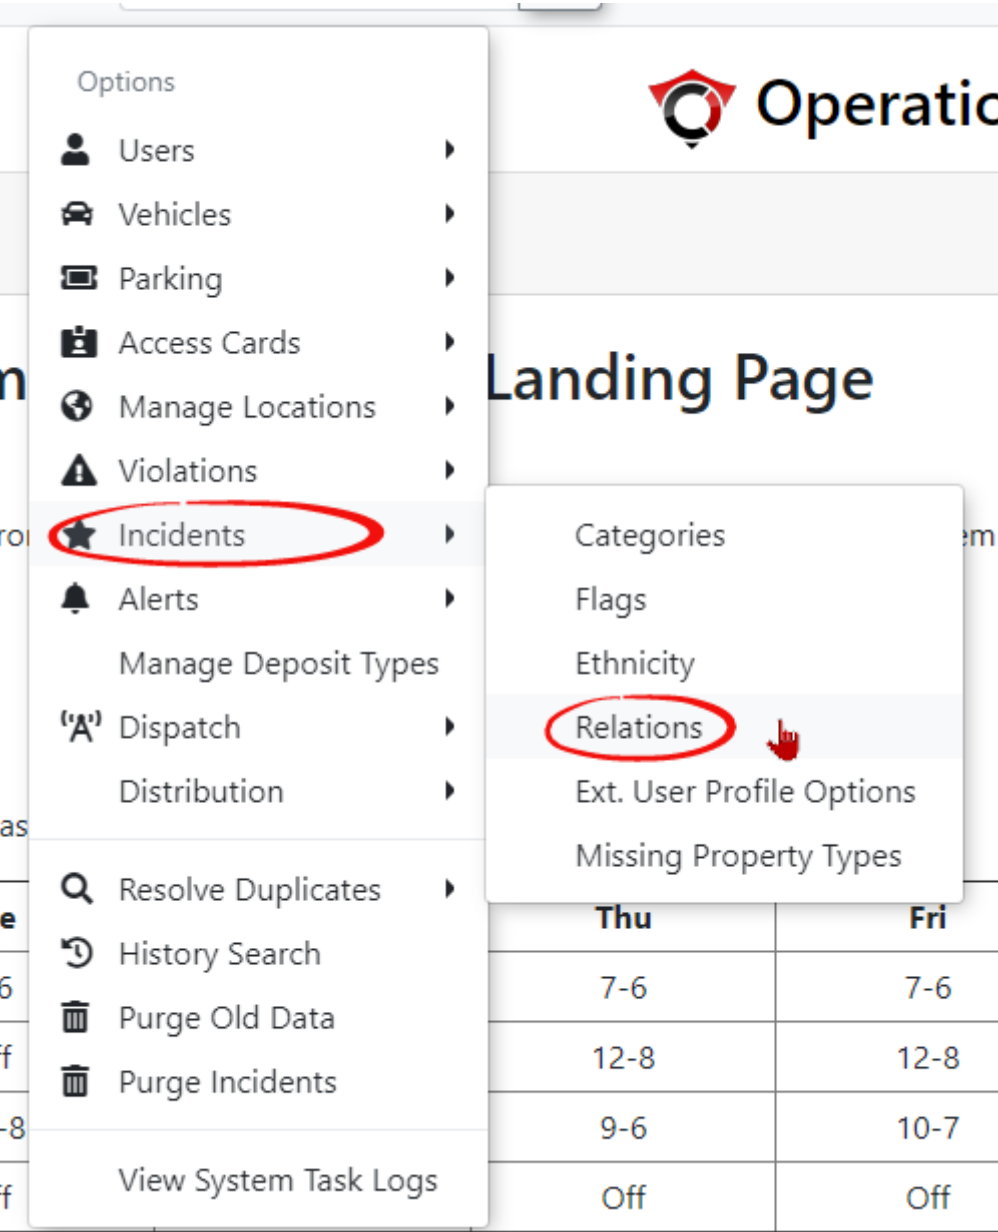 Operatio
Landing Page
Options
Users
Vehicles
Parking
Access Cards
Manage Locations
Violations
Incidents
Alerts
Manage Deposit Types
Dispatch
Distribution
Resolve Duplicates
History Search
Purge Old Data
Purge Incidents
View System Task Logs
Categories
Flags
Ethnicity
Relations
Ext. User Profile Options
Missing Property Types
Thu Fri
7-6 7-6
12-8 12-8
9-6 10-7
Off Off